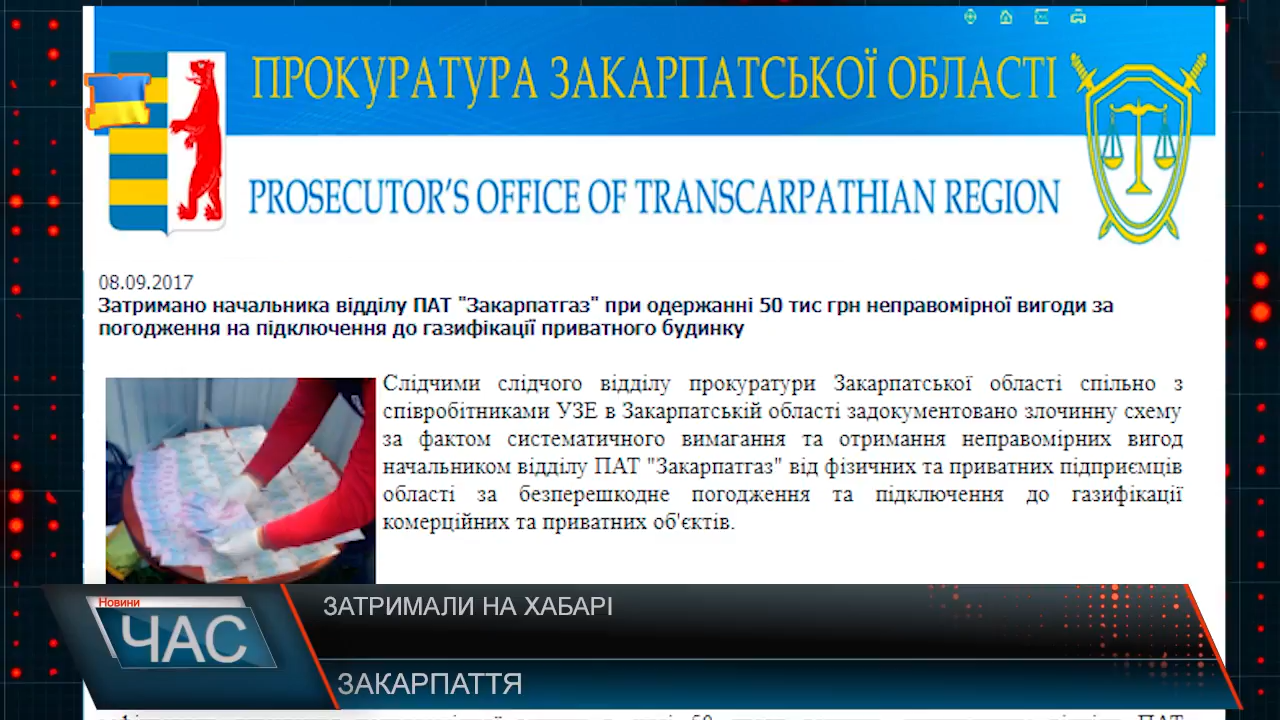 ПРОКУРАТУРА ЗАКАРПАТСЬКОЇ ОБЛАСТІ
PROSECUTOR'S OFFICE OF TRANSCARPATHIAN REGION
08.09.2017
Затримано начальника відділу ПАТ "Закарпатгаз" при одержанні 50 тис грн неправомірної вигоди за
погодження на підключення до газифікації приватного будинку
Слідчими слідчого відділу прокуратури Закарпатської області спільно з
співробітниками УЗЕ в Закарпатській області задокументовано злочинну схему
за фактом систематичного вимагання та отримання неправомірних вигод
начальником відділу ПАТ "Закарпатгаз" від фізичних та приватних підприємців
області за безперешкодне погодження та підключення до газифікації
комерційних та приватних об'єктів.
Новини
ЧАС
ЗАТРИМАЛИ НА ХАБАРІ
ЗАКАРПАТТЯ